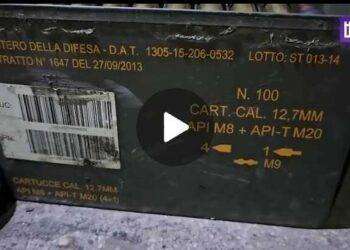 TERO DELLA DIFESA - D.A.T. 1305-15-206-0532 LOTTO: ST 013-14
TRATTO N° 1647 DEL 27/09/2013
N. 100
CART. CAL. 12,7MM
API M8 + API-T M20
4 1
M9
CARTUCCE CAL. 12,7MM
M8 + API-T M20 (4+1)